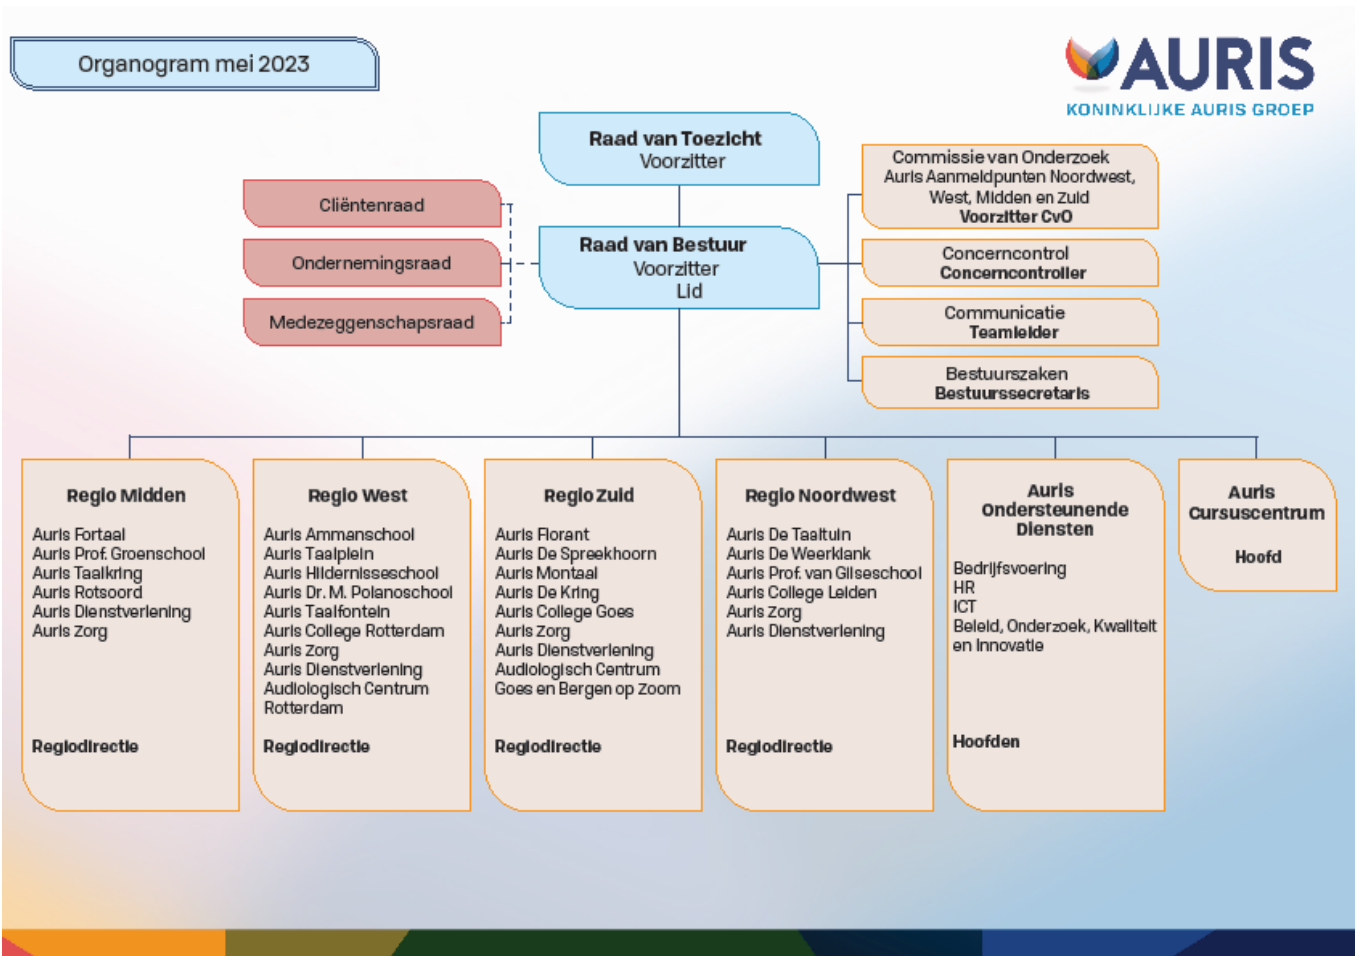 Organogram mei 2023
AURIS
KONINKLIJKE AURIS GROEP
Raad van Toezicht
Voorzitter
Cliëntenraad
Ondernemingsraad
Medezeggenschapsraad
Raad van Bestuur
Voorzitter
Lid
Commissie van Onderzoek
Auris Aanmeldpunten Noordwest,
West, Midden en Zuid
Voorzitter CvO
Concerncontrol
Concerncontroller
Communicatie
Teamleider
Bestuurszaken
Bestuurssecretaris
Regio Midden
Auris Fortaal
Auris Prof. Groenschool
Auris Taalkring
Auris Rotsoord
Auris Dienstverlening
Auris Zorg
Regiodirectie
Regio West
Auris Ammanschool
Auris Taalplein
Auris Hildernisseschool
Auris Dr. M. Polanoschool
Auris Taalfontein
Auris College Rotterdam
Auris Zorg
Auris Dienstverlening
Audiologisch Centrum
Rotterdam
Regiodirectie
Regio Zuid
Auris Florant
Auris De Spreekhoorn
Auris Montaal
Auris De Kring
Auris College Goes
Auris Zorg
Auris Dienstverlening
Audiologisch Centrum
Goes en Bergen op Zoom
Regiodirectie
Regio Noordwest
Auris De Taaltuin
Auris De Weerklank
Auris Prof. van Gilseschool
Auris College Leiden
Auris Zorg
Auris Dienstverlening
Regiodirectie
Auris
Ondersteunende
Diensten
Bedrijfsvoering
HR
ICT
Beleid, Onderzoek, Kwaliteit
en Innovatie
Hoofden
Auris
Cursuscentrum
Hoofd